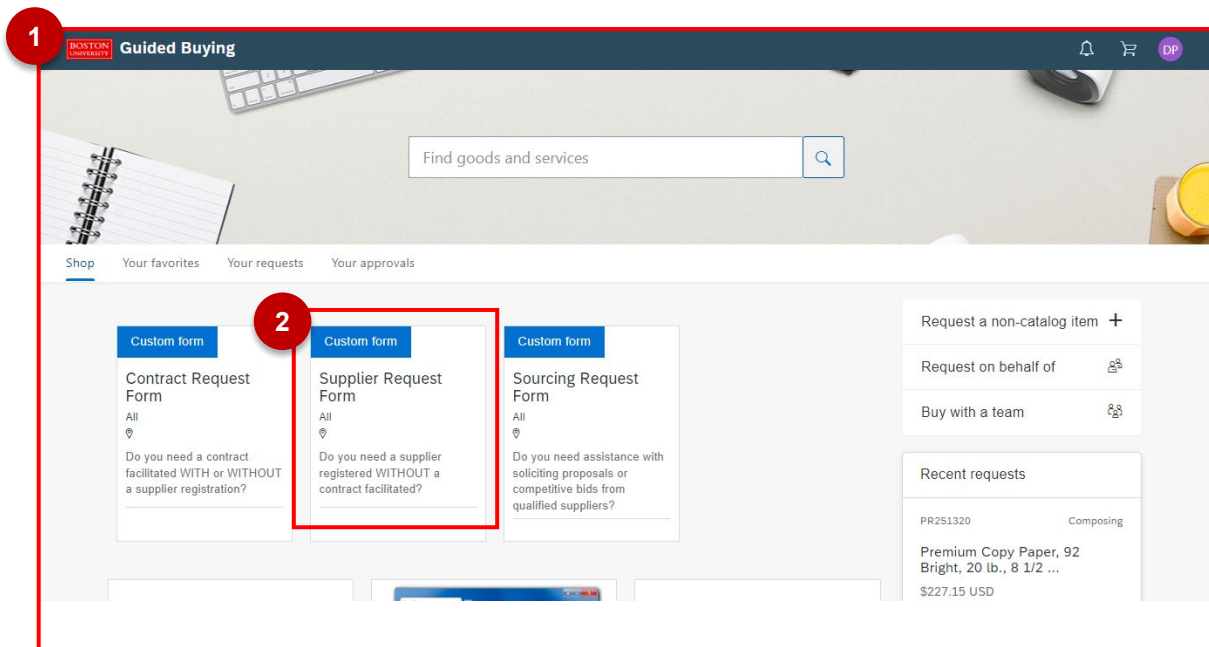 1
BOSTON
UNIVERSITY
Guided Buying
DP
Find goods and services
Shop Your favorites Your requests Your approvals
2
Custom form
Contract Request
Form
All
Do you need a contract
facilitated WITH or WITHOUT
a supplier registration?
Custom form
Supplier Request
Form
All
Do you need a supplier
registered WITHOUT a
contract facilitated?
Custom form
Sourcing Request
Form
All
Do you need assistance with
soliciting proposals or
competitive bids from
qualified suppliers?
Request a non-catalog item +
Request on behalf of
Buy with a team
Recent requests
PR251320 Composing
Premium Copy Paper, 92
Bright, 20 lb., 8 1/2 ...
$227.15 USD